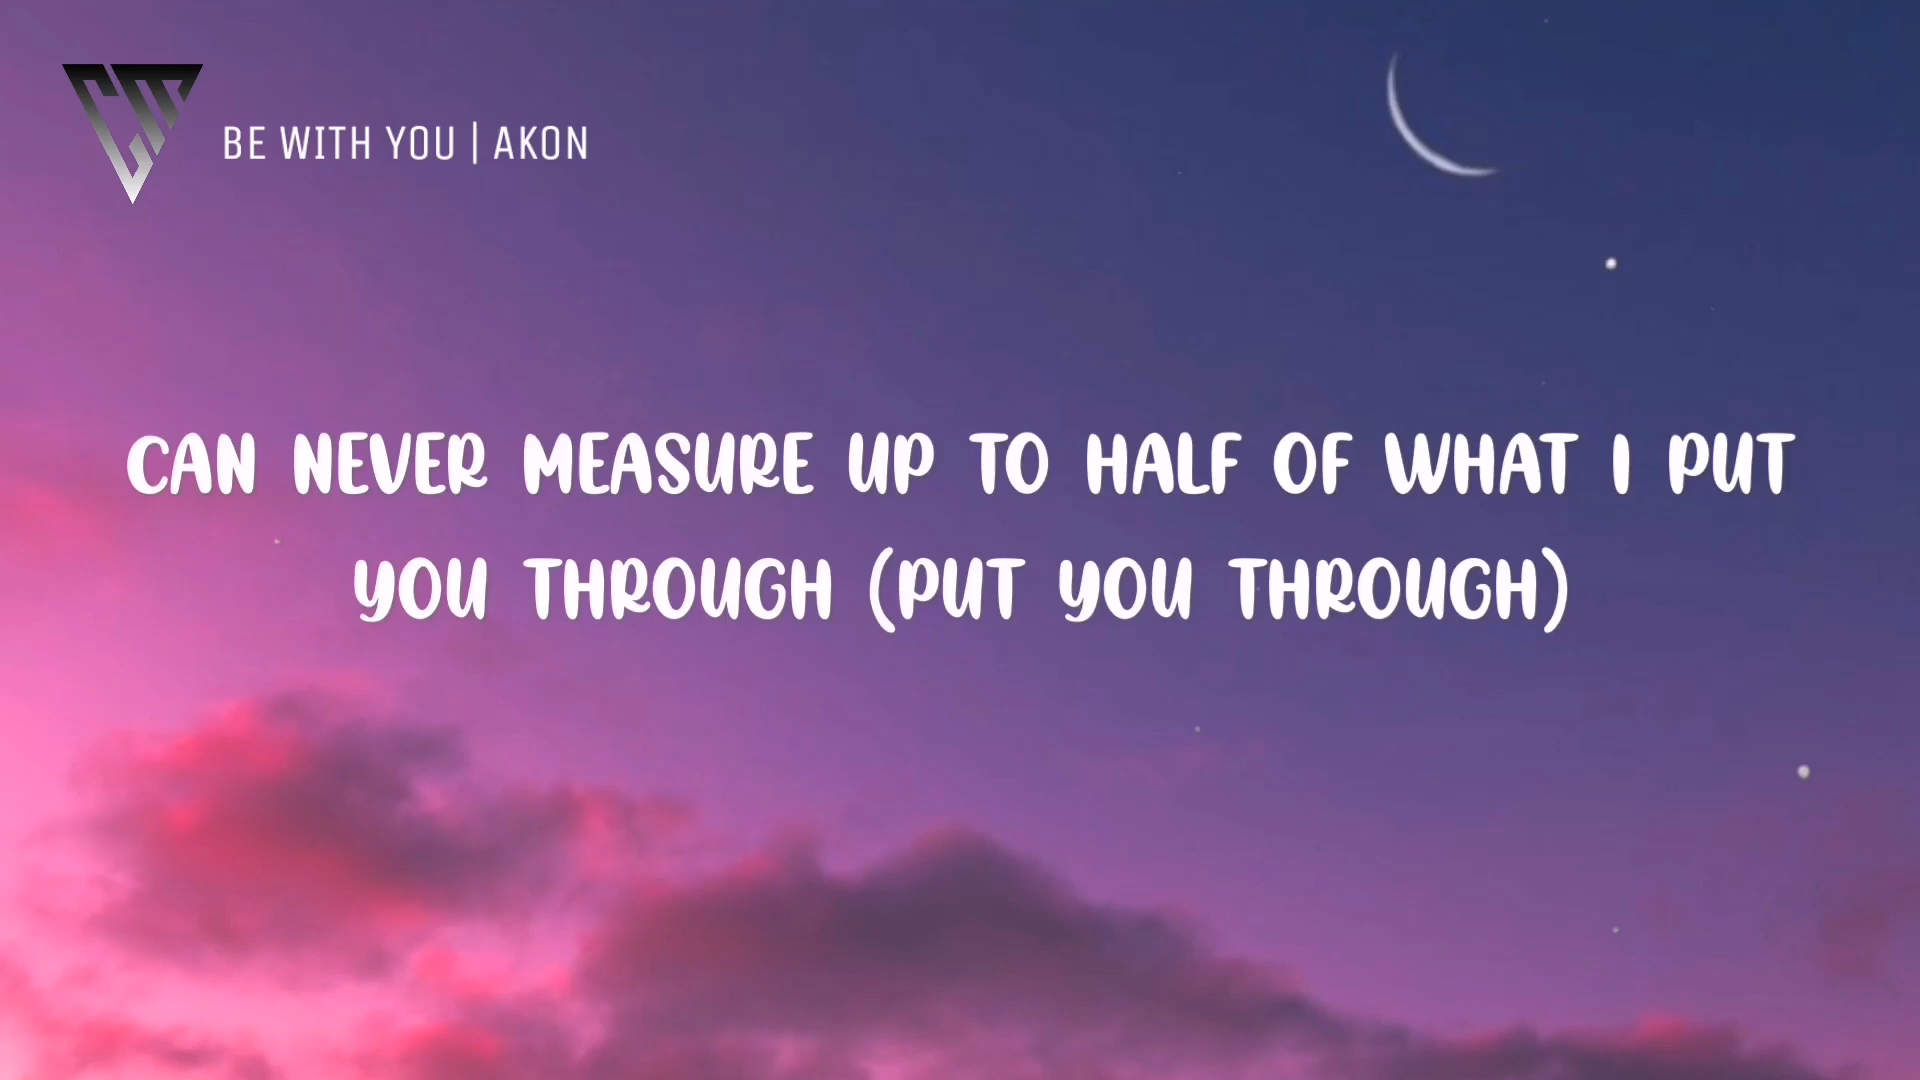 BE WITH YOU | AKON
CAN NEVER MEASURE UP TO HALF OF WHAT I PUT
YOU THROUGH (PUT YOU THROUGH)